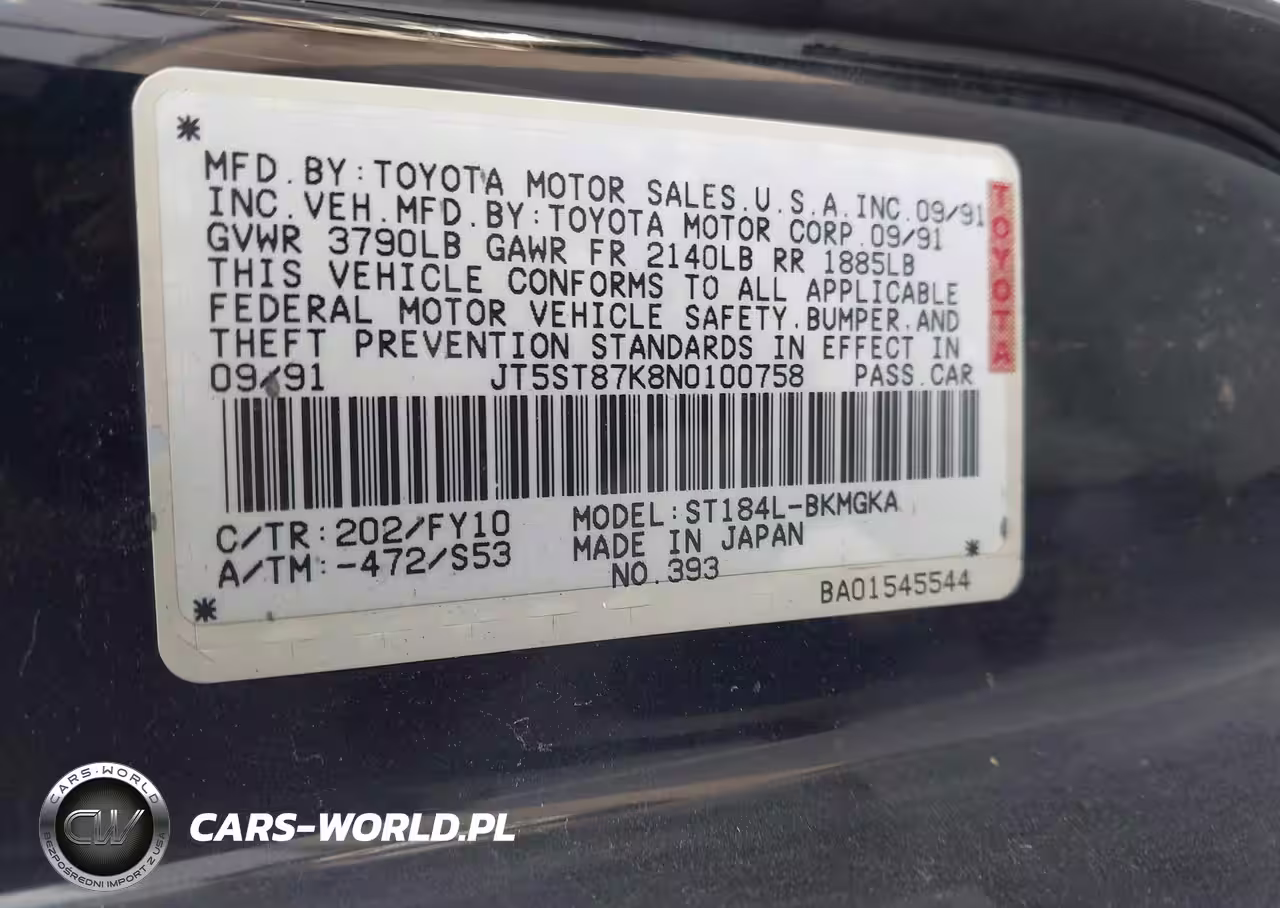 *
MFD. BY: TOYOTA MOTOR SALES.U.S.A.INC.09/91
INC.VEH.MFD.BY:TOYOTA MOTOR CORP.09/91
GVWR 3790LB GAWR FR 2140LB RR 1885LB
THIS VEHICLE CONFORMS TO ALL APPLICABLE
FEDERAL MOTOR VEHICLE SAFETY.BUMPER.AND
THEFT PREVENTION STANDARDS IN EFFECT IN
09/91 JT5ST87K8N0100758 PASS.CAR
TOYOTA
C/TR:202/FY10 MODEL:ST184L-BKMGKA
A/TM:-472/S53 MADE IN JAPAN
*
NO.393
* BA01545544
CARS-WORLD
CW
BEZPOŚREDNI IMPORT Z USA
CARS-WORLD.PL